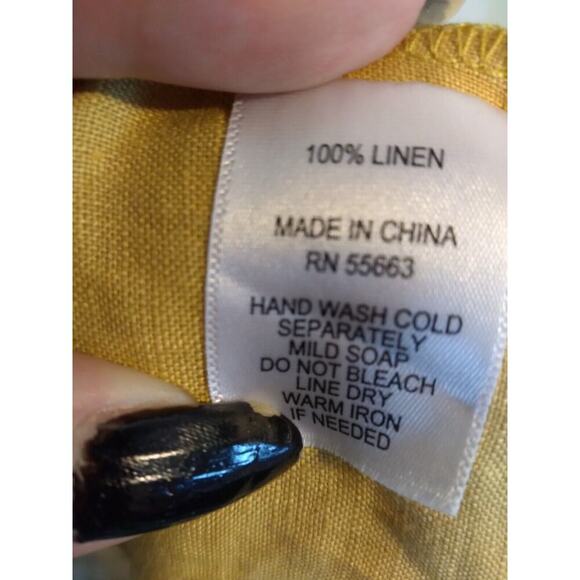 100% LINEN
MADE IN CHINA
RN 55663
HAND WASH COLD
SEPARATELY
MILD SOAP
DO NOT BLEACH
LINE DRY
WARM IRON
IF NEEDED